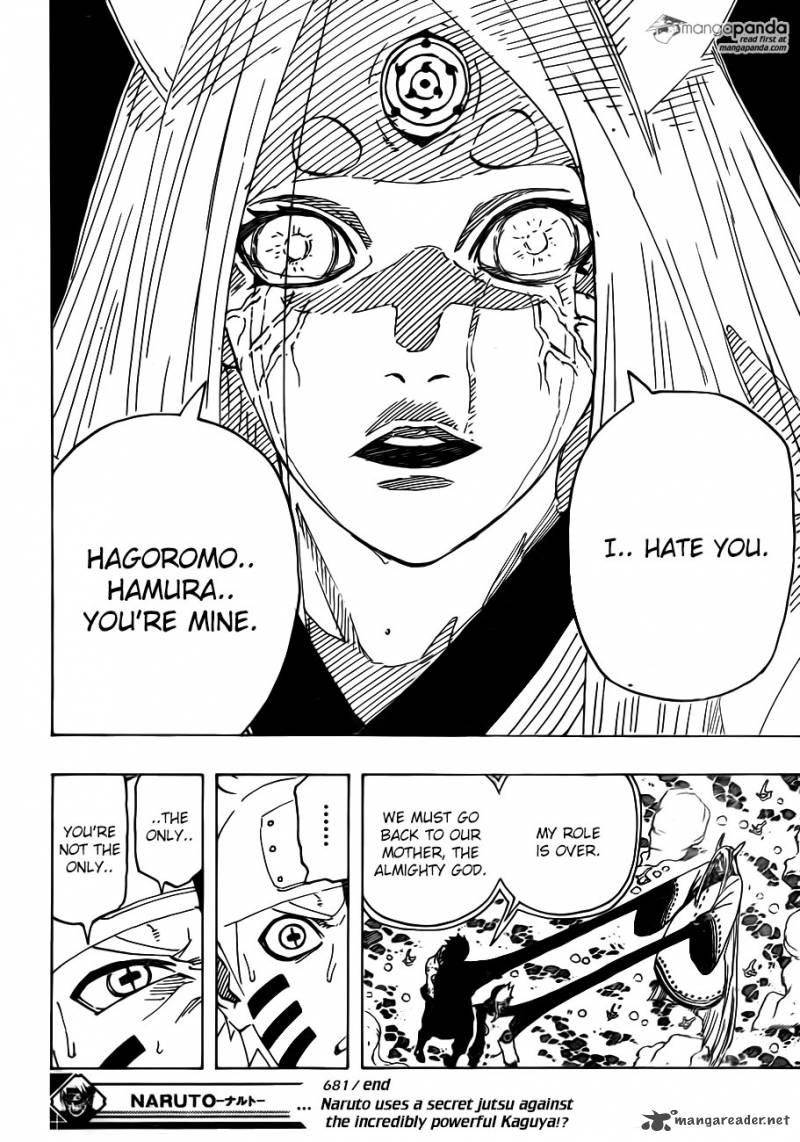 mangapanda
read first at
mangapanda.com
I.. HATE YOU.
HAGOROMO..
HAMURA..
YOU'RE MINE.
MY ROLE
IS OVER.
WE MUST GO
BACK TO OUR
MOTHER, THE
ALMIGHTY GOD.
......
..THE
ONLY..
YOU'RE
NOT THE
ONLY..
NARUTO—ナルト—
681 / end
... Naruto uses a secret jutsu against
the incredibly powerful Kaguya!?
mangareader.net